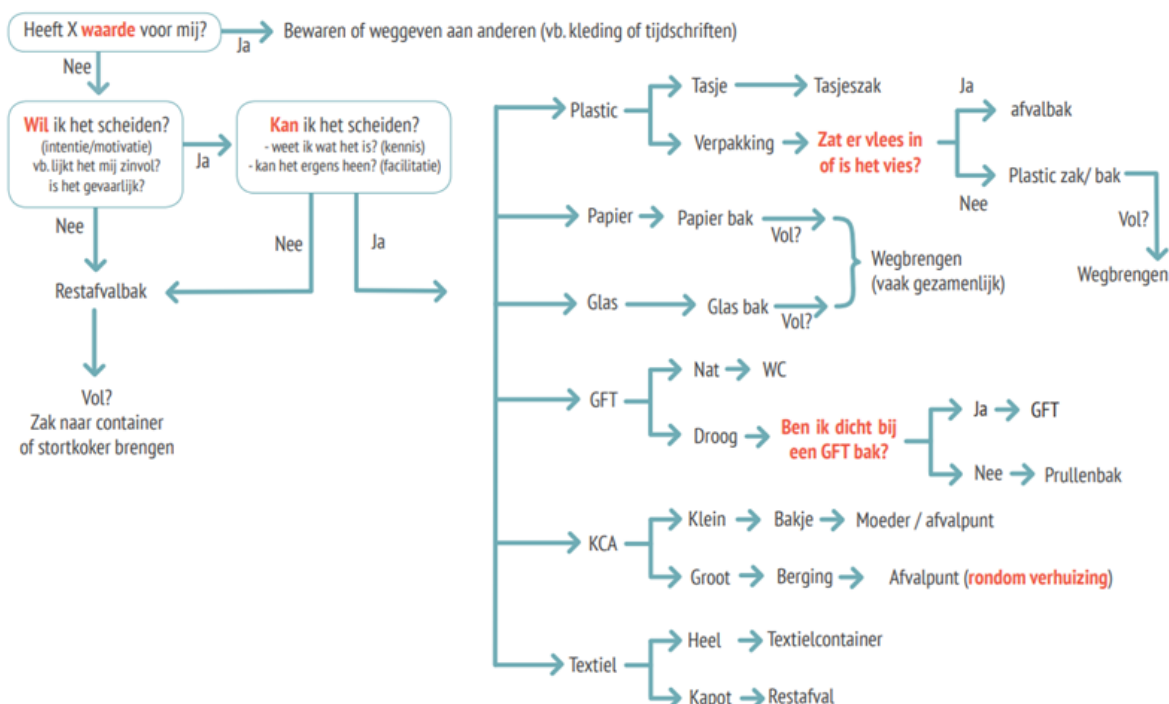 Heeft X waarde voor mij?
Ja
Bewaren of weggeven aan anderen (vb. kleding of tijdschriften)
Nee
Wil ik het scheiden?
(intentie/motivatie)
vb. lijkt het mij zinvol?
is het gevaarlijk?
Ja
Kan ik het scheiden?
- weet ik wat het is? (kennis)
- kan het ergens heen? (facilitatie)
Nee
Nee
Ja
Restafvalbak
Vol?
Zak naar container
of stortkoker brengen
Plastic
Tasje
Tasjeszak
Verpakking
Zat er vlees in
of is het vies?
Ja
afvalbak
Nee
Plastic zak/ bak
Vol?
Wegbrengen
Papier
Papier bak
Vol?
Glas
Glas bak
Vol?
Wegbrengen
(vaak gezamenlijk)
GFT
Nat
WC
Droog
Ben ik dicht bij
een GFT bak?
Ja
GFT
Nee
Prullenbak
KCA
Klein
Bakje
Moeder / afvalpunt
Groot
Berging
Afvalpunt (rondom verhuizing)
Textiel
Heel
Textielcontainer
Kapot
Restafval